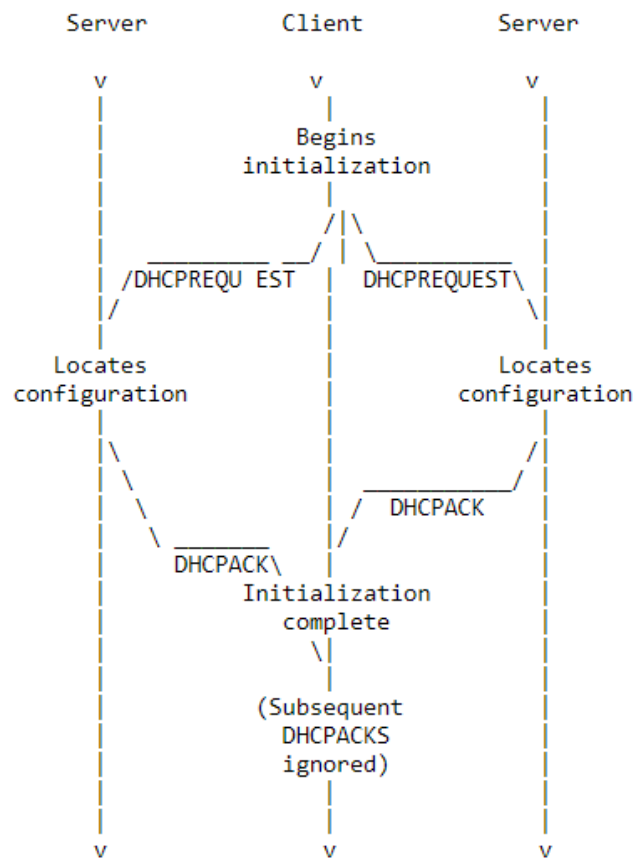 Server Client Server
v v v
Begins
initialization
DHCPREQU EST DHCPREQUEST
Locates Locates
configuration configuration
DHCPACK
DHCPACK
Initialization
complete
(Subsequent
DHCPACKS
ignored)
v v v